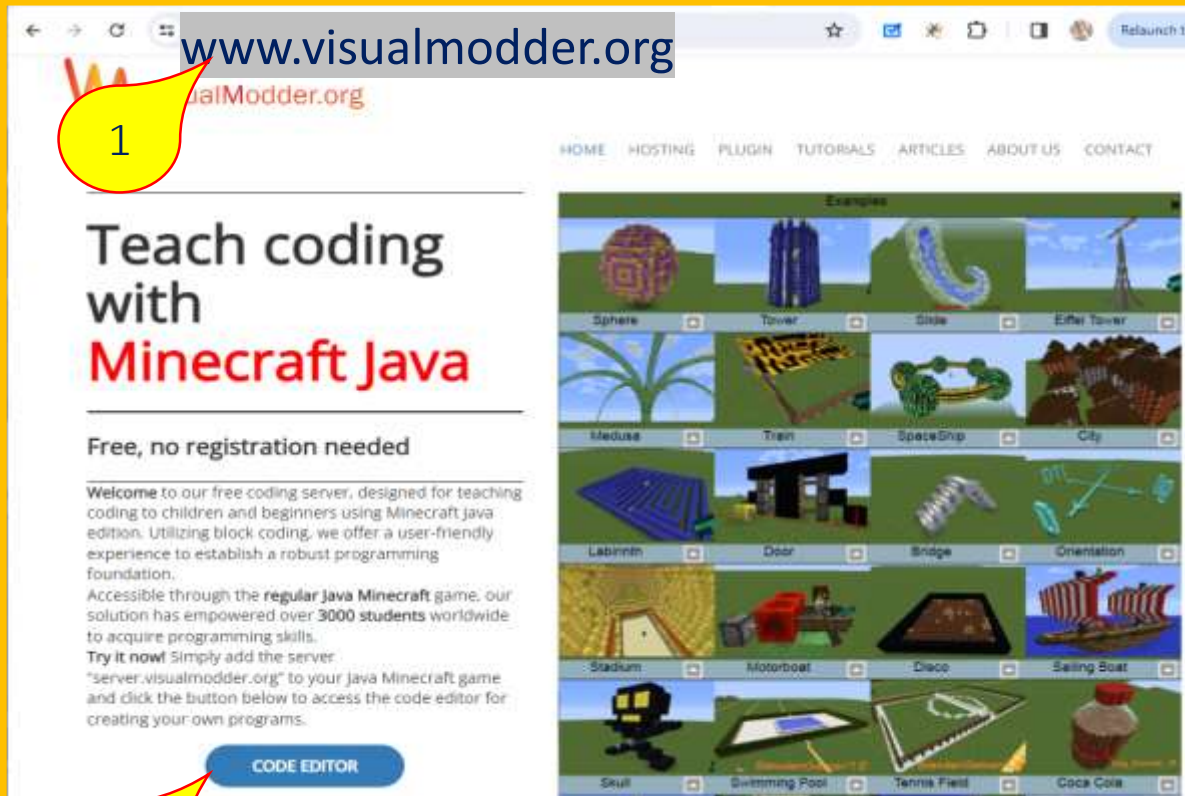 www.visualmodder.org
Relaunch t
ualModder.org
1
HOME HOSTING PLUGIN TUTORIALS ARTICLES ABOUT US CONTACT
Teach coding
with
Minecraft Java
Free, no registration needed
Welcome to our free coding server, designed for teaching
coding to children and beginners using Minecraft Java
edition. Utilizing block coding, we offer a user-friendly
experience to establish a robust programming
foundation.
Accessible through the regular Java Minecraft game, our
solution has empowered over 3000 students worldwide
to acquire programming skills.
Try it now! Simply add the server
"server.visualmodder.org" to your Java Minecraft game
and click the button below to access the code editor for
creating your own programs.
CODE EDITOR
Examples
Sphere Tower Slide Eiffel Tower
Medusa Train SpaceShip City
Labirinth Door Bridge Orientation
Stadium Motorboat Disco Sailing Boat
Skull Swimming Pool Tennis Field Coca Cola